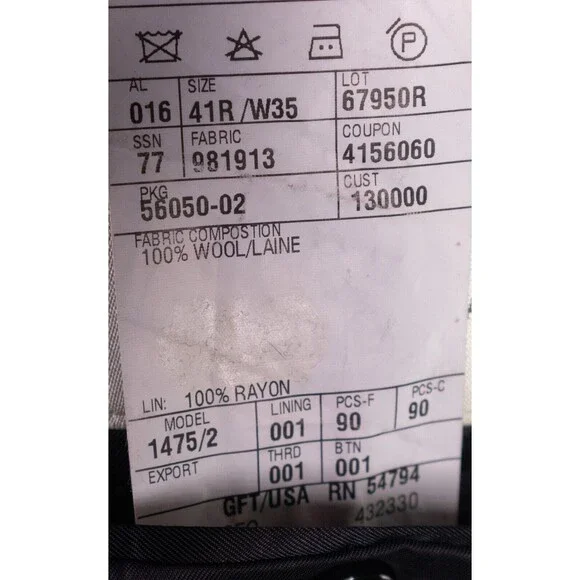 P
AL SIZE LOT
016 41R/W35 67950R
SSN FABRIC COUPON
77 981913 4156060
PKG CUST
56050-02 130000
FABRIC COMPOSTION
100% WOOL/LAINE
LIN: 100% RAYON
MODEL LINING PCS-F PCS-C
1475/2 001 90 90
EXPORT THRD BTN
001 001
GFT/USA RN 54794
432330